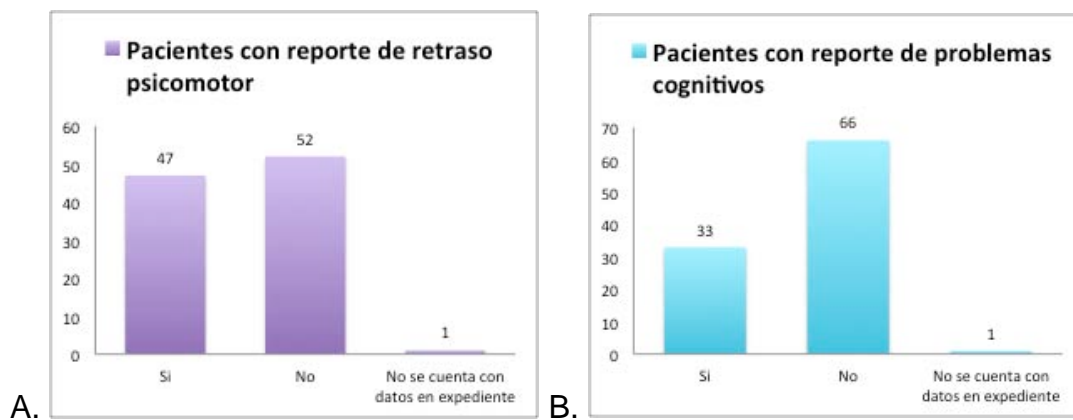 Pacientes con reporte de retraso
psicomotor
60
50
40
30
20
10
0
47
52
1
Si
No
No se cuenta con
datos en expediente
A.
Pacientes con reporte de problemas
cognitivos
70
60
50
40
30
20
10
0
33
66
1
Si
No
No se cuenta con
datos en expediente
B.